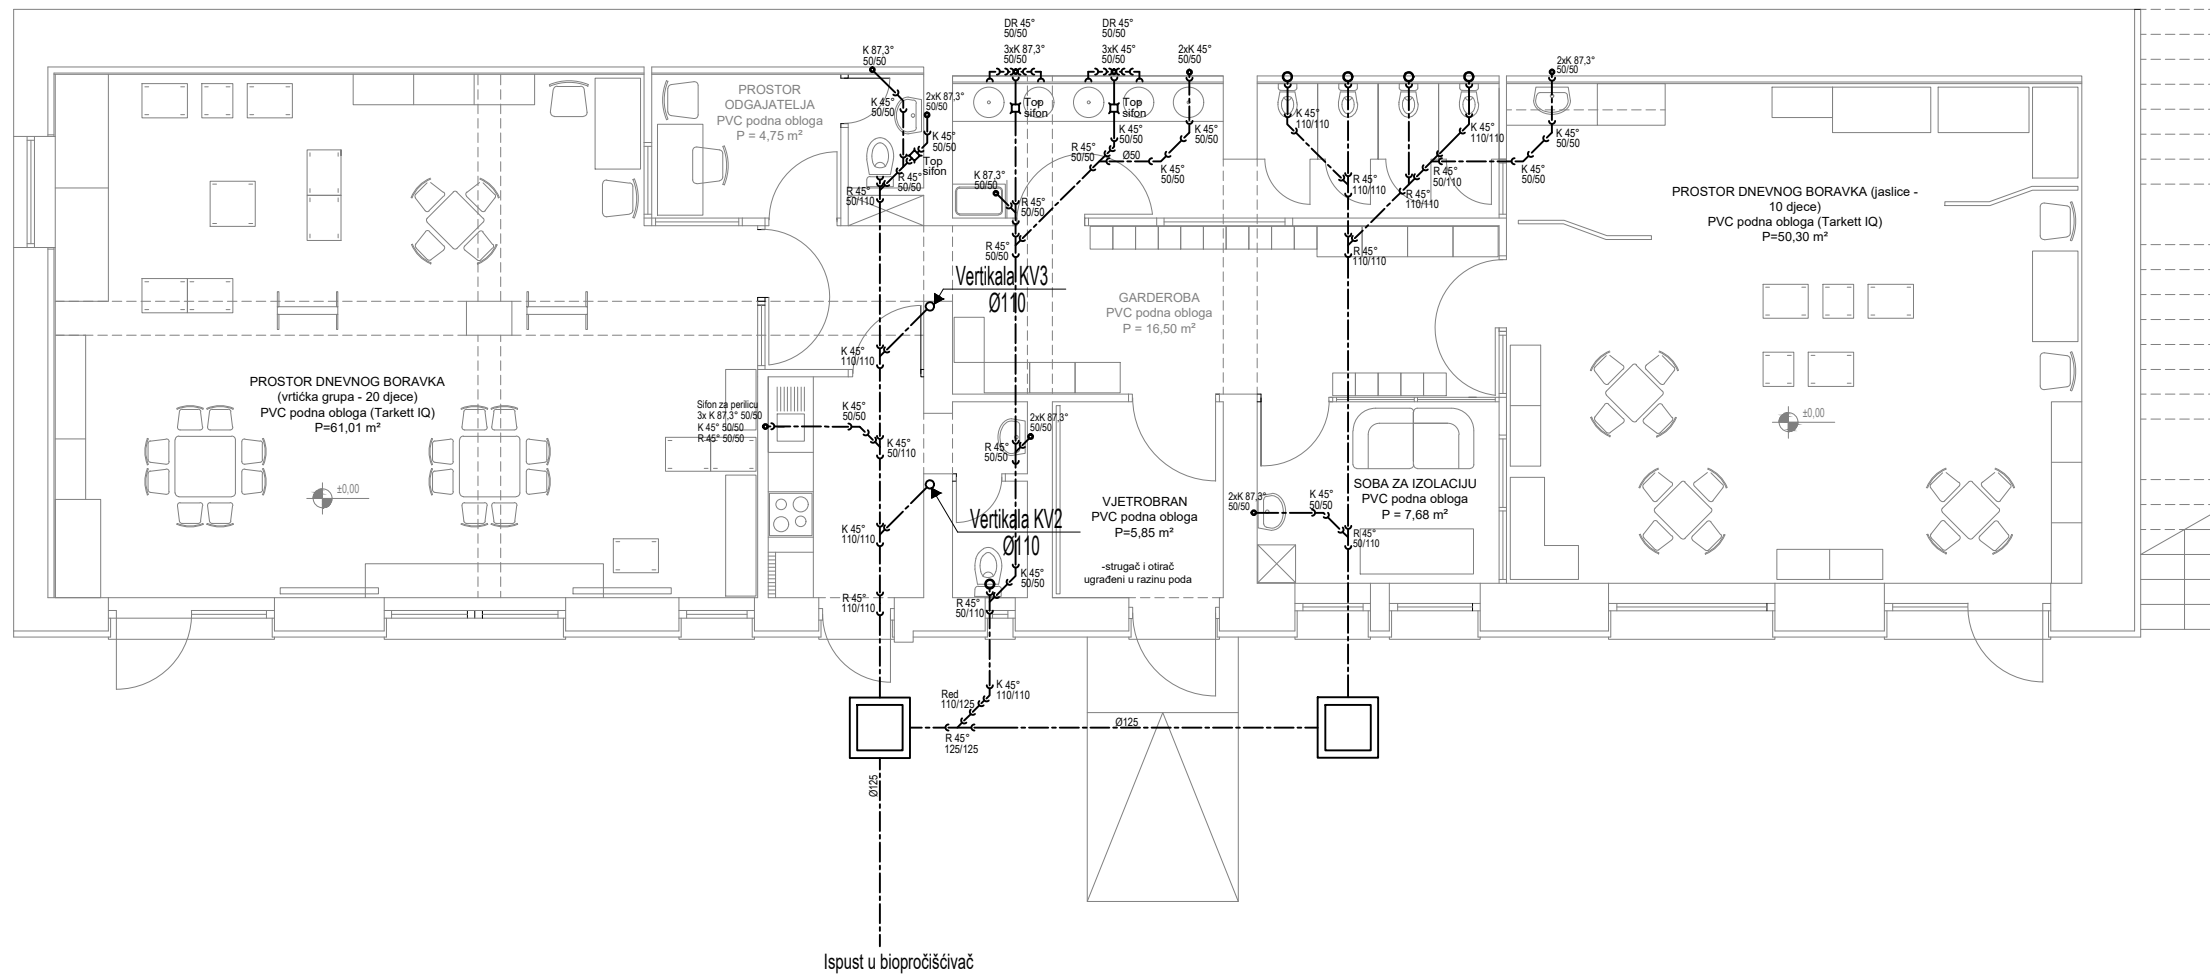 DR 45°
50/50
DR 45°
50/50
K 87,3°
50/50
3xK 87.3°
50/50
3xK 45°
50/50
2xK 45°
50/50
2xK 87,3°
50/50
PROSTOR
ODGAJATELJA
PVC podna obloga
P = 4,75 m²
K 45°
50/50
2xK 87.3°
50/50
K 45°
50/50
Top
sifon
R 45°
50/50
R 45°
50/110
Top
sifon
Top
sifon
K 45°
50/50
K 45°
50/50
R 45°
50/50
Ø50
K 45°
50/50
K 87,3°
50/50
R 45°
50/50
R 45°
50/50
K 45°
110/110
K 45°
110/110
R 45°
110/110
R 45°
50/110
R 45°
110/110
R 45°
110/110
K 45°
50/50
K 45°
50/50
PROSTOR DNEVNOG BORAVKA (jaslice -
10 djece)
PVC podna obloga (Tarkett IQ)
P=50,30 m²
Vertikala KV3
Ø110
GARDEROBA
PVC podna obloga
P = 16,50 m²
K 45°
110/110
PROSTOR DNEVNOG BORAVKA
(vrtićka grupa - 20 djece)
PVC podna obloga (Tarkett IQ)
P=61,01 m²
Sifon za perilicu
3x K 87,3° 50/50
K 45° 50/50
R 45° 50/50
K 45°
50/50
K 45°
50/110
2xK 87,3°
50/50
R 45°
50/50
±0,00
±0,00
Vertikala KV2
Ø110
K 45°
110/110
VJETROBRAN
PVC podna obloga
P=5,85 m²
-strugač i otirač
ugrađeni u razinu poda
2xK 87,3°
50/50
K 45°
50/50
SOBA ZA IZOLACIJU
PVC podna obloga
P = 7,68 m²
R 45°
50/110
K 45°
50/50
R 45°
110/110
R 45°
50/110
K 45°
110/110
Red
110/125
R 45°
125/125
Ø125
Ø125
Ispust u biopročišćivač